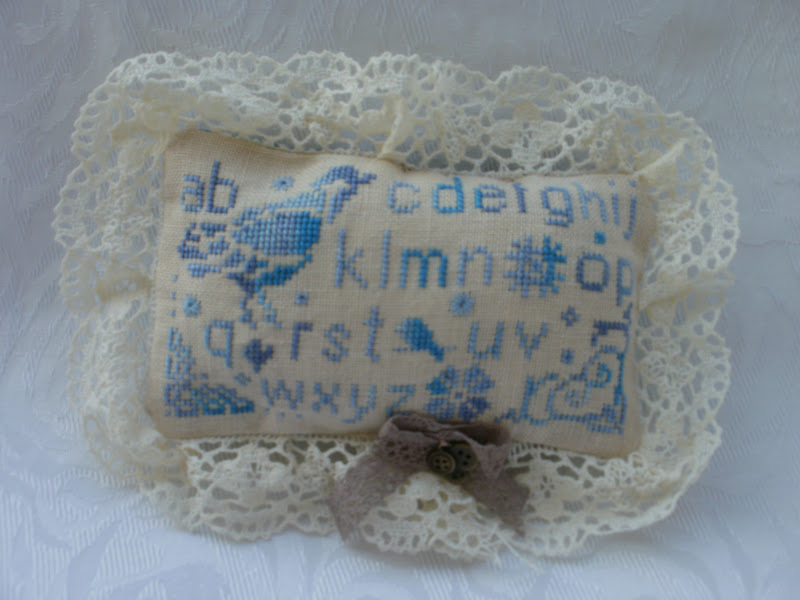 ab cdefghij
klmn op
qrst uv
wxyz